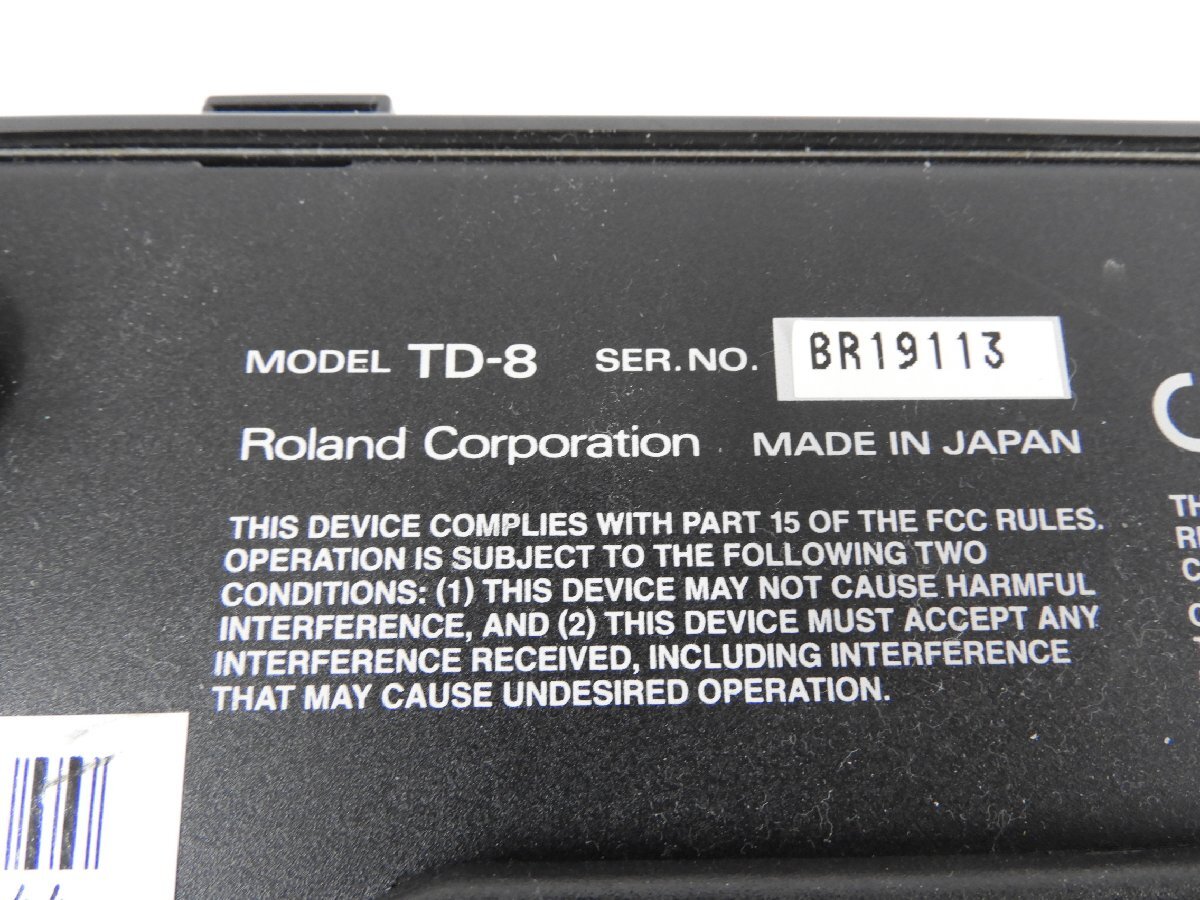 MODEL TD-8 SER.NO. BR19113
Roland Corporation MADE IN JAPAN
THIS DEVICE COMPLIES WITH PART 15 OF THE FCC RULES.
OPERATION IS SUBJECT TO THE FOLLOWING TWO
CONDITIONS: (1) THIS DEVICE MAY NOT CAUSE HARMFUL
INTERFERENCE, AND (2) THIS DEVICE MUST ACCEPT ANY
INTERFERENCE RECEIVED, INCLUDING INTERFERENCE
THAT MAY CAUSE UNDESIRED OPERATION.